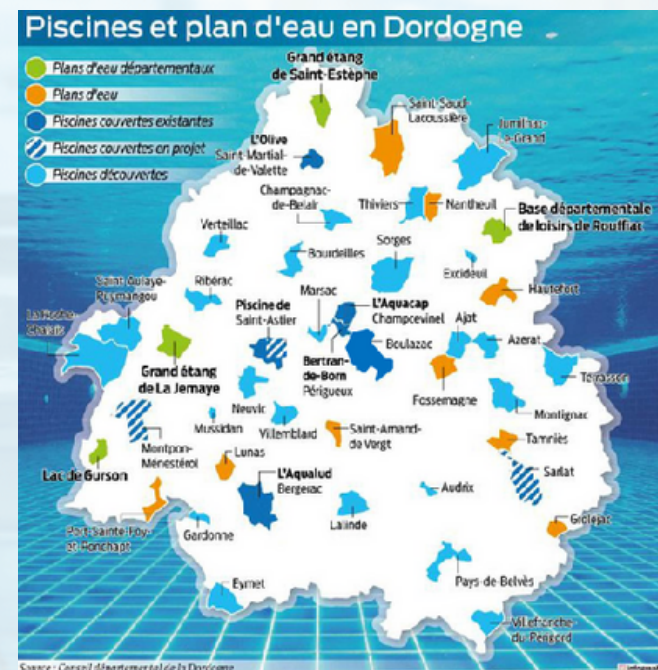 Piscines et plan d'eau en Dordogne
Plans d'eau départementaux
Plans d'eau
Piscines couvertes existantes
Piscines couvertes en projet
Piscines découvertes
Grand étang
de Saint-Estèphe
Saint-Saud-
Lacoussière
Jumilhac-
Le-Grand
L'Olivo
Saint-Martial-
de-Valette
Champagnac-
de-Belair
Thiviers
Nantheuil
Base départementale
de loisirs de Rouffiac
Verteillac
Bourdeilles
Sorges
Excideuil
Hautefort
Saint-Aulaye-
Puymangou
Ribérac
Marsac
L'Aquacap
Champcevinel
La Roche-
Chalais
Piscine de
Saint-Astier
Boulazac
Ajat
Azerat
Grand étang
de La Jemaye
Bertran-
de-Born
Périgueux
Terrasson
Neuvic
Fossemagne
Montignac
Mussidan
Villemblard
Saint-Amand-
de Vergt
Tamniès
Montpon-
Ménestérol
Lunas
Sarlat
Lac de Gurson
L'Aqualud
Bergerac
Audrix
Port-Sainte-Foy-
et-Ponchapt
Gardonne
Lalinde
Grolejac
Eymet
Pays-de-Belvès
Villefranche-
du-Périgord
Source : Conseil départemental de la Dordogne